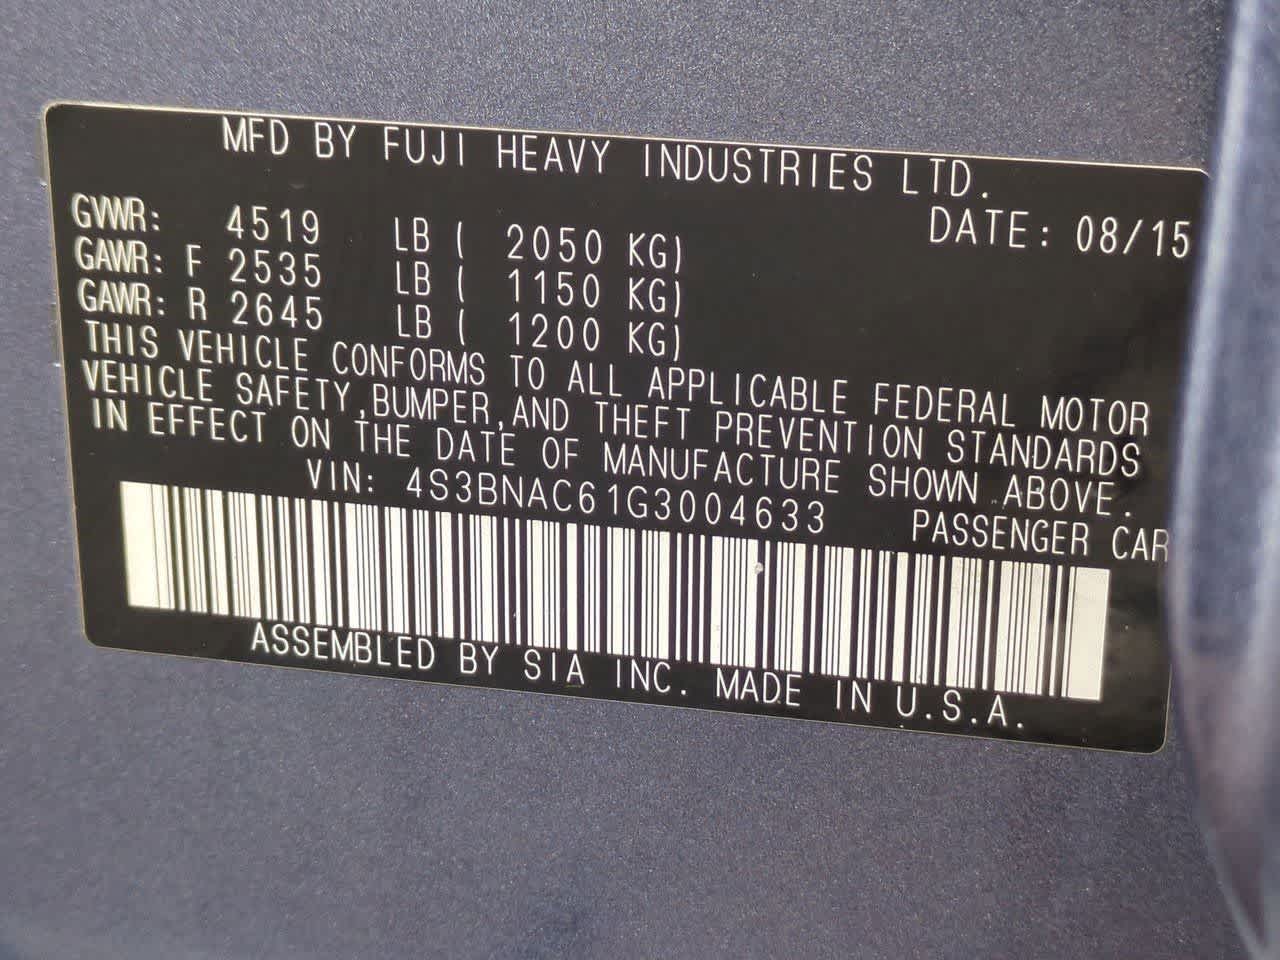 MFD BY FUJI HEAVY INDUSTRIES LTD.
DATE: 08/15
GVWR: 4519 LB ( 2050 KG)
GAWR: F 2535 LB ( 1150 KG)
GAWR: R 2645 LB ( 1200 KG)
THIS VEHICLE CONFORMS TO ALL APPLICABLE FEDERAL MOTOR
VEHICLE SAFETY,BUMPER,AND THEFT PREVENTION STANDARDS
IN EFFECT ON THE DATE OF MANUFACTURE SHOWN ABOVE.
VIN: 4S3BNAC61G3004633
PASSENGER CAR
ASSEMBLED BY SIA INC. MADE IN U.S.A.